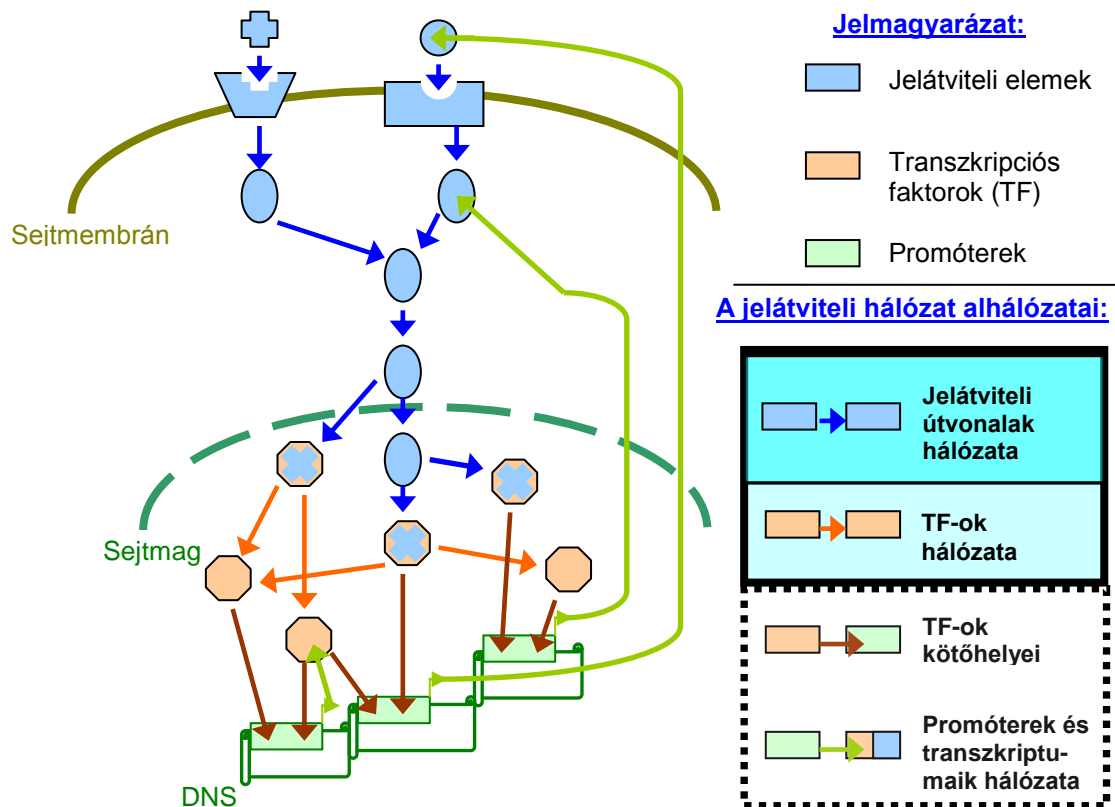 Jelmagyarázat:
Jelátviteli elemek
Transzkripciós
faktorok (TF)
Promóterek
Sejtmembrán
A jelátviteli hálózat alhálózatai:
Jelátviteli
útvonalak
hálózata
TF-ok
hálózata
Sejtmag
TF-ok
kötőhelyei
Promóterek és
transzkriptu-
maik hálózata
DNS